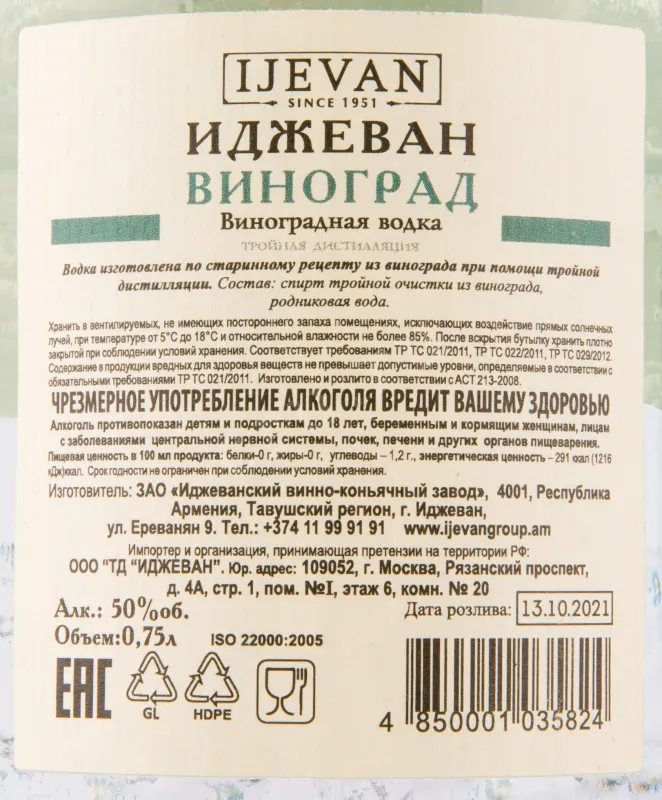 IJEVAN
SINCE 1951
ИДЖЕВАН
ВИНОГРАД
Виноградная водка
ТРОЙНАЯ ДИСТИЛЛЯЦИЯ
Водка изготовлена по старинному рецепту из винограда при помощи тройной
дистилляции. Состав: спирт тройной очистки из винограда,
родниковая вода.
Хранить в вентилируемых, не имеющих постороннего запаха помещениях, исключающих воздействие прямых солнечных
лучей, при температуре от 5°С до 18°С и относительной влажности не более 85%. После вскрытия бутылку хранить плотно
закрытой при соблюдении условий хранения. Соответствует требованиям ТР ТС 021/2011, ТР ТС 022/2011, ТР ТС 029/2012.
Содержание в продукции вредных для здоровья веществ не превышает допустимые уровни, определяемые в соответствии с
обязательными требованиями ТР ТС 021/2011. Изготовлено и розлито в соответствии с АСТ 213-2008.
ЧРЕЗМЕРНОЕ УПОТРЕБЛЕНИЕ АЛКОГОЛЯ ВРЕДИТ ВАШЕМУ ЗДОРОВЬЮ
Алкоголь противопоказан детям и подросткам до 18 лет, беременным и кормящим женщинам, лицам
с заболеваниями центральной нервной системы, почек, печени и других органов пищеварения.
Пищевая ценность в 100 мл продукта: белки-0 г, жиры-0 г, углеводы – 1,2 г., энергетическая ценность – 291 ккал (1216
кДж)ккал. Срок годности не ограничен при соблюдении условий хранения.
Изготовитель: ЗАО «Иджеванский винно-коньячный завод», 4001, Республика
Армения, Тавушский регион, г. Иджеван,
ул. Ереванян 9. Тел.: +374 11 99 91 91 www.ijevangroup.am
Импортер и организация, принимающая претензии на территории РФ:
ООО "ТД "ИДЖЕВАН". Юр. адрес: 109052, г. Москва, Рязанский проспект,
д. 4А, стр. 1, пом. №I, этаж 6, комн. № 20
Алк.: 50%об.
Дата розлива: 13.10.2021
Объем:0,75л ISO 22000:2005
EAC
GL
HDPE
4 850001 035824